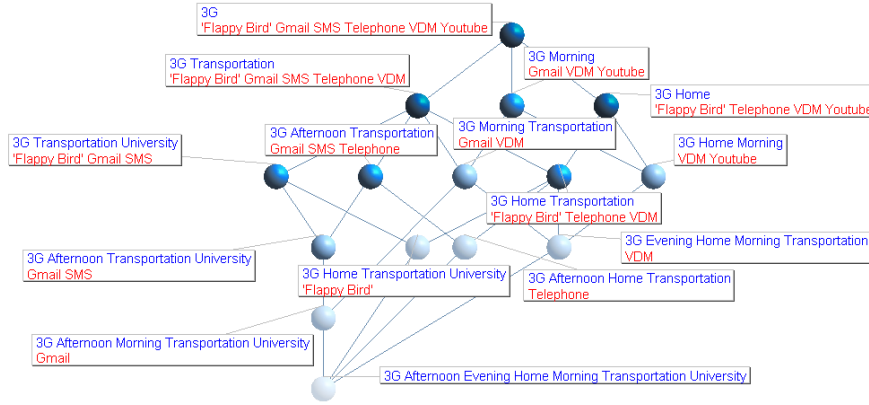 3G
'Flappy Bird' Gmail SMS Telephone VDM Youtube
3G Transportation
'Flappy Bird' Gmail SMS Telephone VDM
3G Morning
Gmail VDM Youtube
3G Home
'Flappy Bird' Telephone VDM Youtube
3G Transportation University
'Flappy Bird' Gmail SMS
3G Afternoon Transportation
Gmail SMS Telephone
3G Morning Transportation
Gmail VDM
3G Home Morning
VDM Youtube
3G Home Transportation
'Flappy Bird' Telephone VDM
3G Afternoon Transportation University
Gmail SMS
3G Home Transportation University
'Flappy Bird'
3G Afternoon Home Transportation
Telephone
3G Evening Home Morning Transportation
VDM
3G Afternoon Morning Transportation University
Gmail
3G Afternoon Evening Home Morning Transportation University